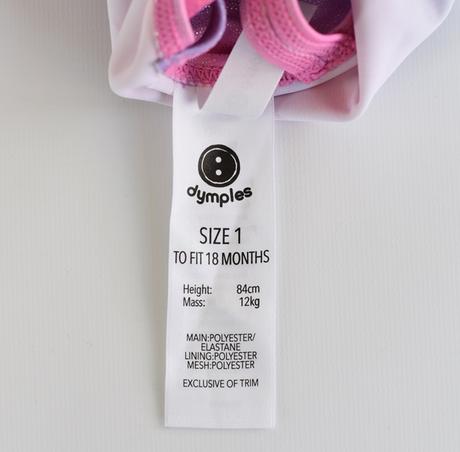 dymples
SIZE 1
TO FIT 18 MONTHS
Height: 84cm
Mass: 12kg
MAIN:POLYESTER/
ELASTANE
LINING:POLYESTER
MESH:POLYESTER
EXCLUSIVE OF TRIM